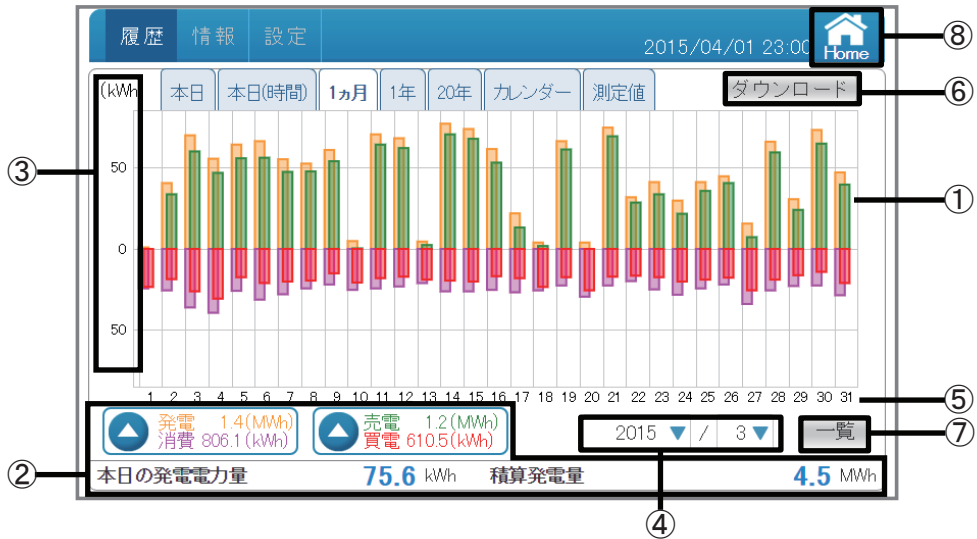 履歴 情報 設定
2015/04/01 23:00
Home
⑧
(kWh
本日 本日(時間) 1ヵ月 1年 20年 カレンダー 測定値
ダウンロード
⑥
③
50
0
50
①
1 2 3 4 5 6 7 8 9 10 11 12 13 14 15 16 17 18 19 20 21 22 23 24 25 26 27 28 29 30 31
⑤
発電 1.4(MWh)
消費 806.1(kWh)
売電 1.2(MWh)
買電 610.5(kWh)
2015 ▼ / 3 ▼
一覧
⑦
②
本日の発電電力量 75.6 kWh 積算発電量 4.5 MWh
④